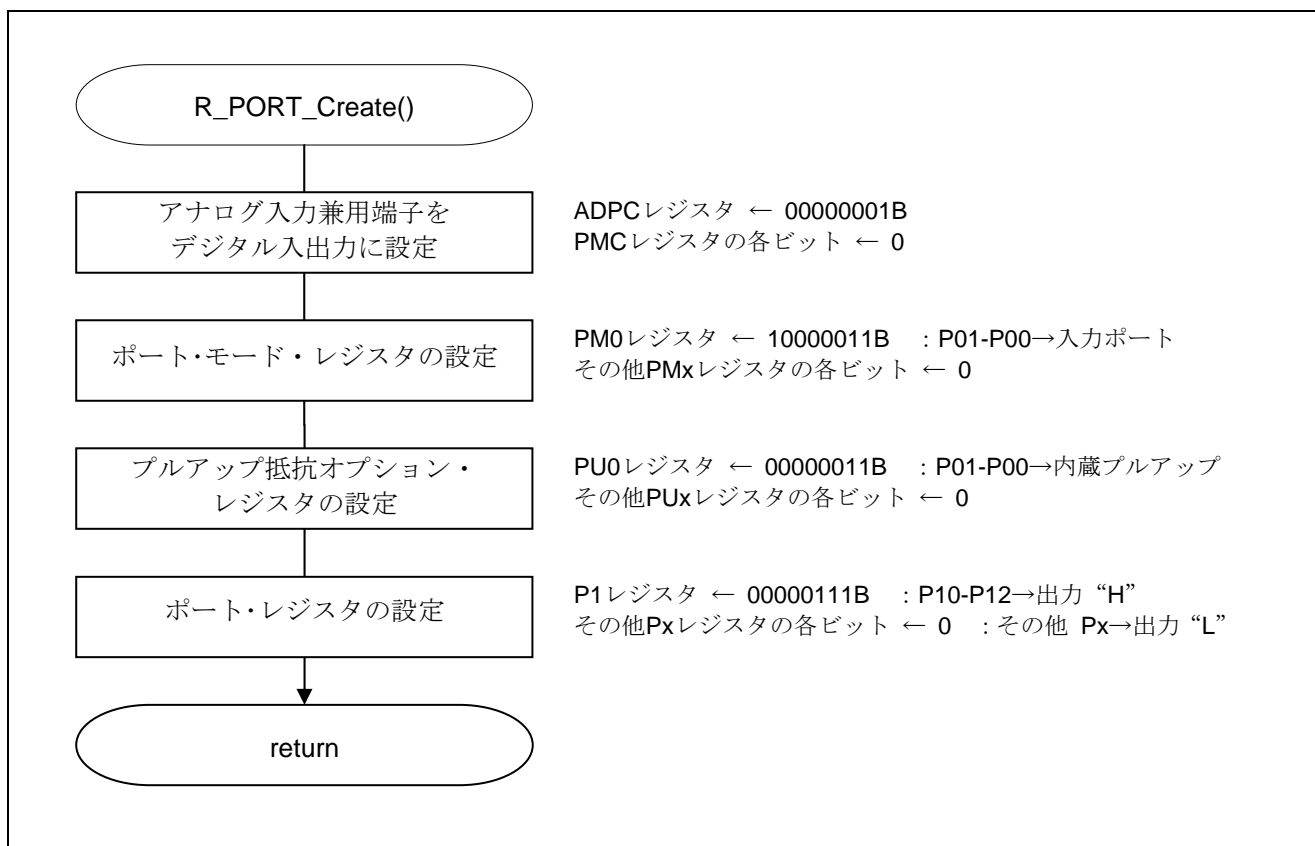 R_PORT_Create()
アナログ入力兼用端子を
デジタル入出力に設定
ADPCレジスタ ← 00000001B
PMCレジスタの各ビット ← 0
ポート・モード・レジスタの設定
PM0レジスタ ← 10000011B : P01-P00→入力ポート
その他PMxレジスタの各ビット ← 0
プルアップ抵抗オプション・
レジスタの設定
PU0レジスタ ← 00000011B : P01-P00→内蔵プルアップ
その他PUxレジスタの各ビット ← 0
ポート・レジスタの設定
P1レジスタ ← 00000111B : P10-P12→出力 “H”
その他Pxレジスタの各ビット ← 0 : その他 Px→出力 “L”
return